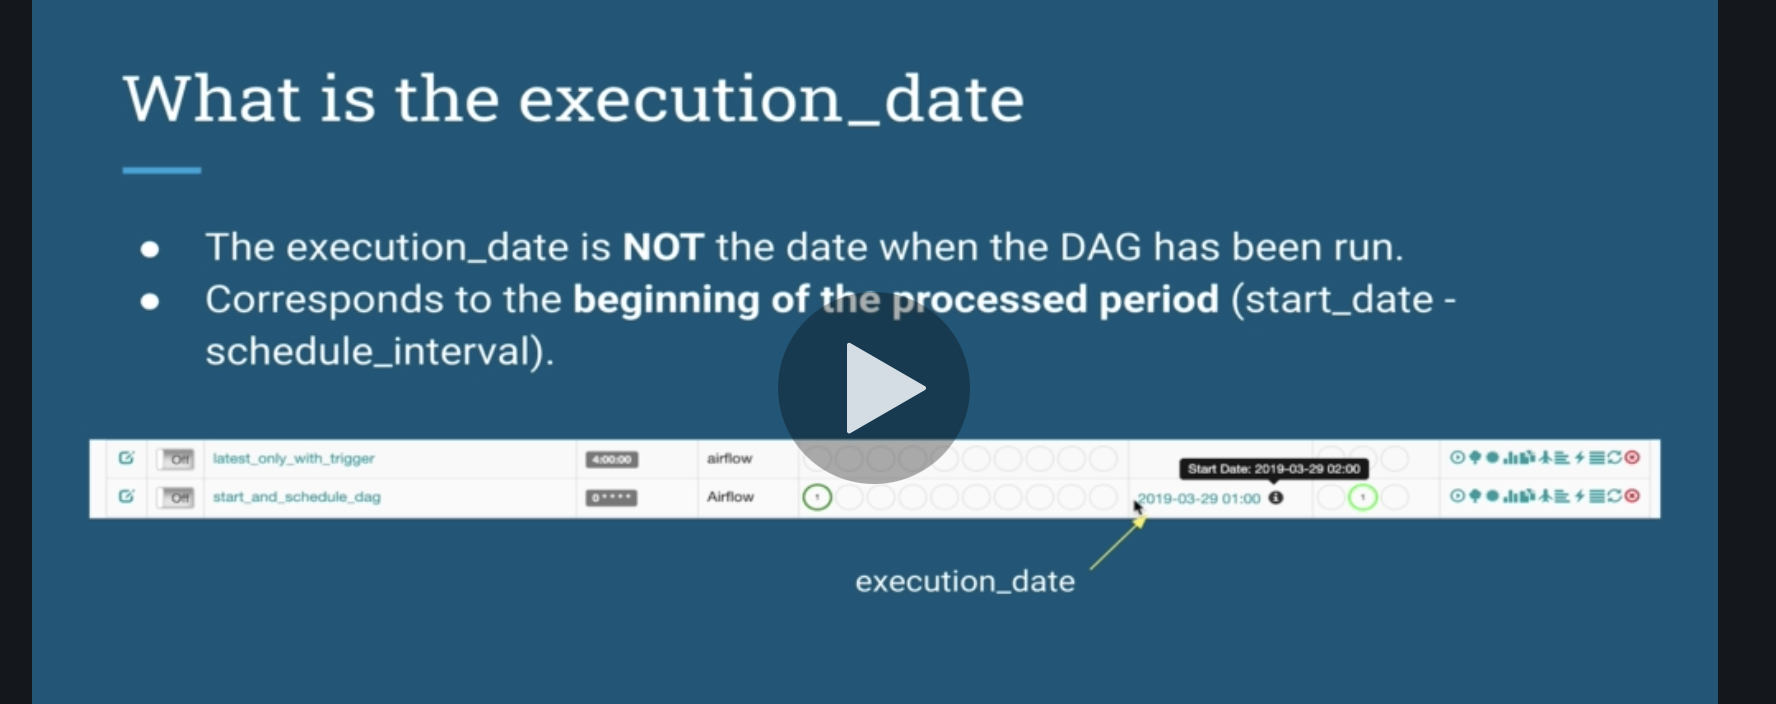 What is the execution_date
● The execution_date is NOT the date when the DAG has been run.
● Corresponds to the beginning of the processed period (start_date -
schedule_interval).
Off latest_only_with_trigger 4:00:00 airflow
Start Date: 2019-03-29 02:00
Off start_and_schedule_dag 0 * * * * Airflow 1 2019-03-29 01:00 1
execution_date